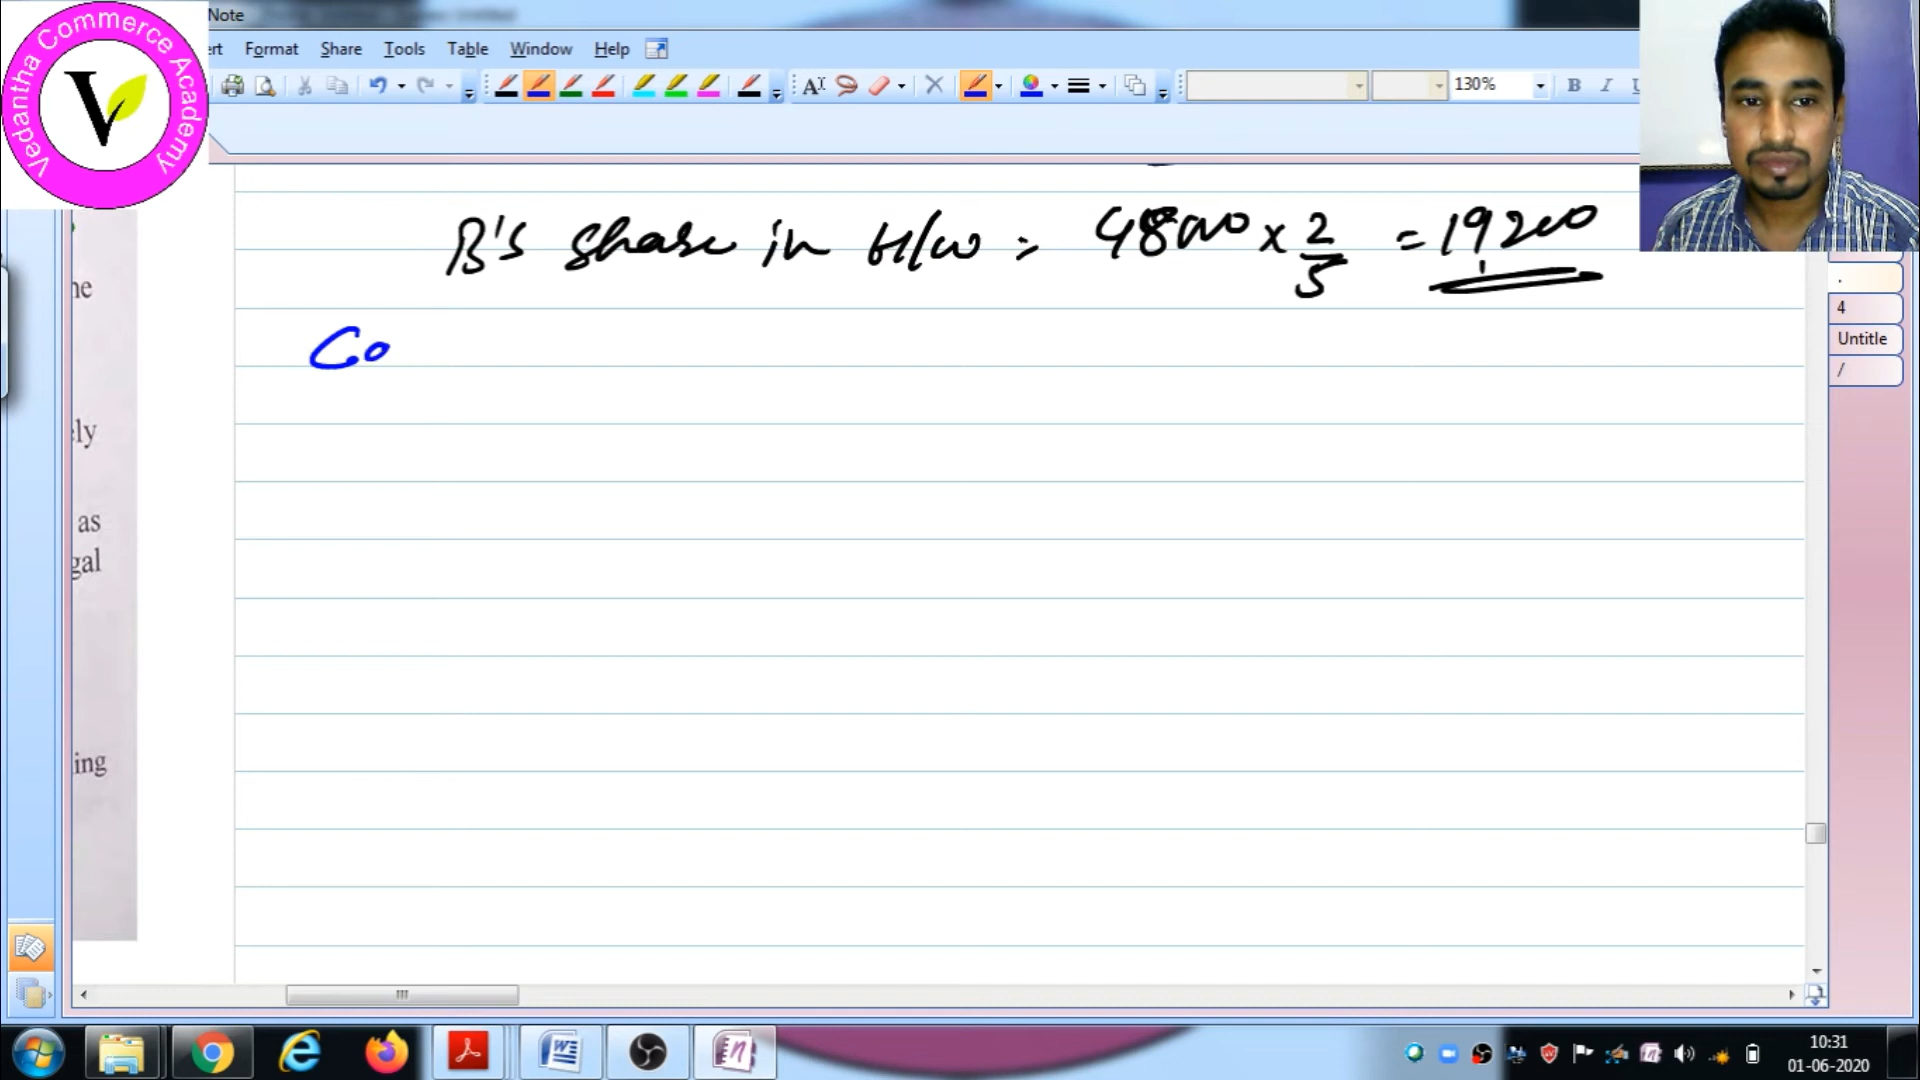 Vedantha Commerce Academy
V
Note
ert Format Share Tools Table Window Help
130% B I U
B's share in G/W = 48000 x 2/5 = 19200
Co
he
ely
as
gal
ing
.
4
Untitle
/
10:31
01-06-2020